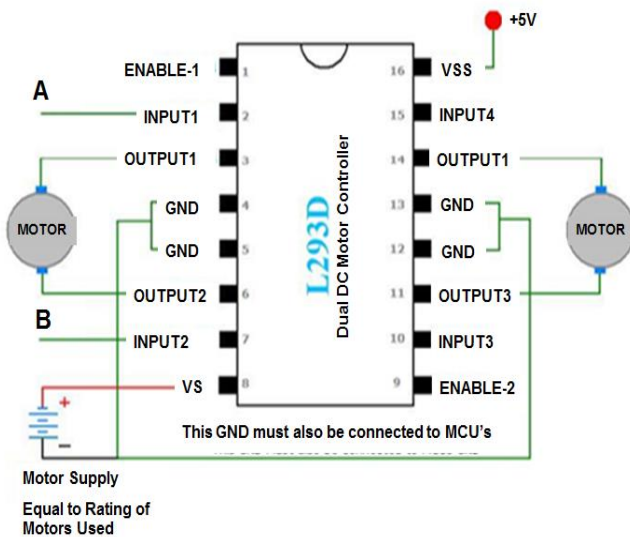 +5V
ENABLE-1
1
16
VSS
A
INPUT1
2
15
INPUT4
OUTPUT1
3
14
OUTPUT1
MOTOR
GND
4
13
GND
MOTOR
GND
5
12
GND
L293D
Dual DC Motor Controller
OUTPUT2
6
11
OUTPUT3
B
INPUT2
7
10
INPUT3
VS
8
9
ENABLE-2
+
This GND must also be connected to MCU's
−
Motor Supply
Equal to Rating of
Motors Used